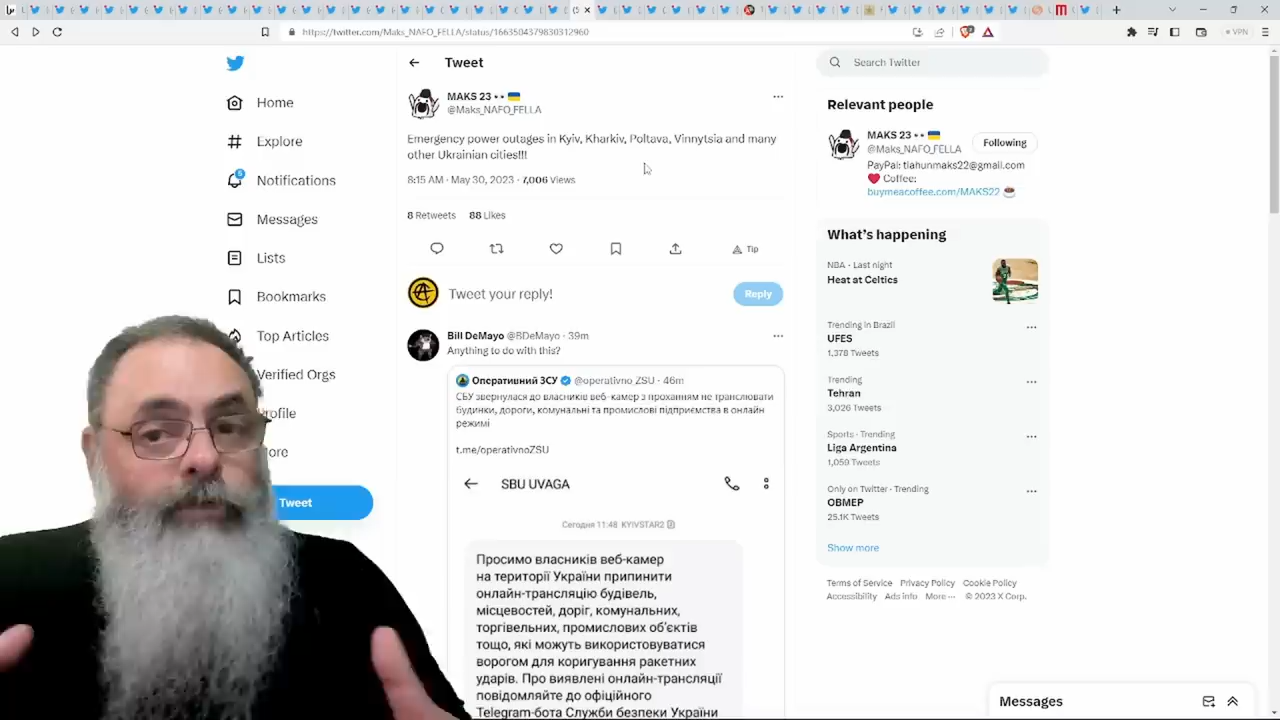 https://twitter.com/Maks_NAFO_FELLA/status/1663504379830312960
VPN
Home
Explore
Notifications
Messages
Lists
Bookmarks
Top Articles
Verified Orgs
Profile
Tweet
Tweet
MAKS 23
@Maks_NAFO_FELLA
Emergency power outages in Kyiv, Kharkiv, Poltava, Vinnytsia and many
other Ukrainian cities!!!
8:15 AM · May 30, 2023 · 7,006 Views
8 Retweets 88 Likes
Tip
Tweet your reply!
Reply
Bill DeMayo @BDeMayo · 39m
Anything to do with this?
Оперативний ЗСУ @operativno_ZSU · 46m
СБУ звернулася до власників веб-камер з проханням не транслювати
будинки, дороги, комунальні та промислові підприємства в онлайн
режимі
t.me/operativnoZSU
SBU UVAGA
Сегодня 11:48 KYIVSTAR2
Просимо власників веб-камер
на території України припинити
онлайн-трансляцію будівель,
місцевостей, доріг, комунальних,
торгівельних, промислових об'єктів
тощо, які можуть використовуватися
ворогом для коригування ракетних
ударів. Про виявлені онлайн-трансляції
повідомляйте до офіційного
Telegram-бота Служби безпеки України
Search Twitter
Relevant people
MAKS 23
@Maks_NAFO_FELLA
Following
PayPal: tiahunmaks22@gmail.com
Coffee:
buymeacoffee.com/MAKS22
What's happening
NBA · Last night
Heat at Celtics
Trending in Brazil
UFES
1,378 Tweets
Trending
Tehran
3,026 Tweets
Sports · Trending
Liga Argentina
1,059 Tweets
Only on Twitter · Trending
OBMEP
25.1K Tweets
Show more
Terms of Service Privacy Policy Cookie Policy
Accessibility Ads info More ··· © 2023 X Corp.
Messages